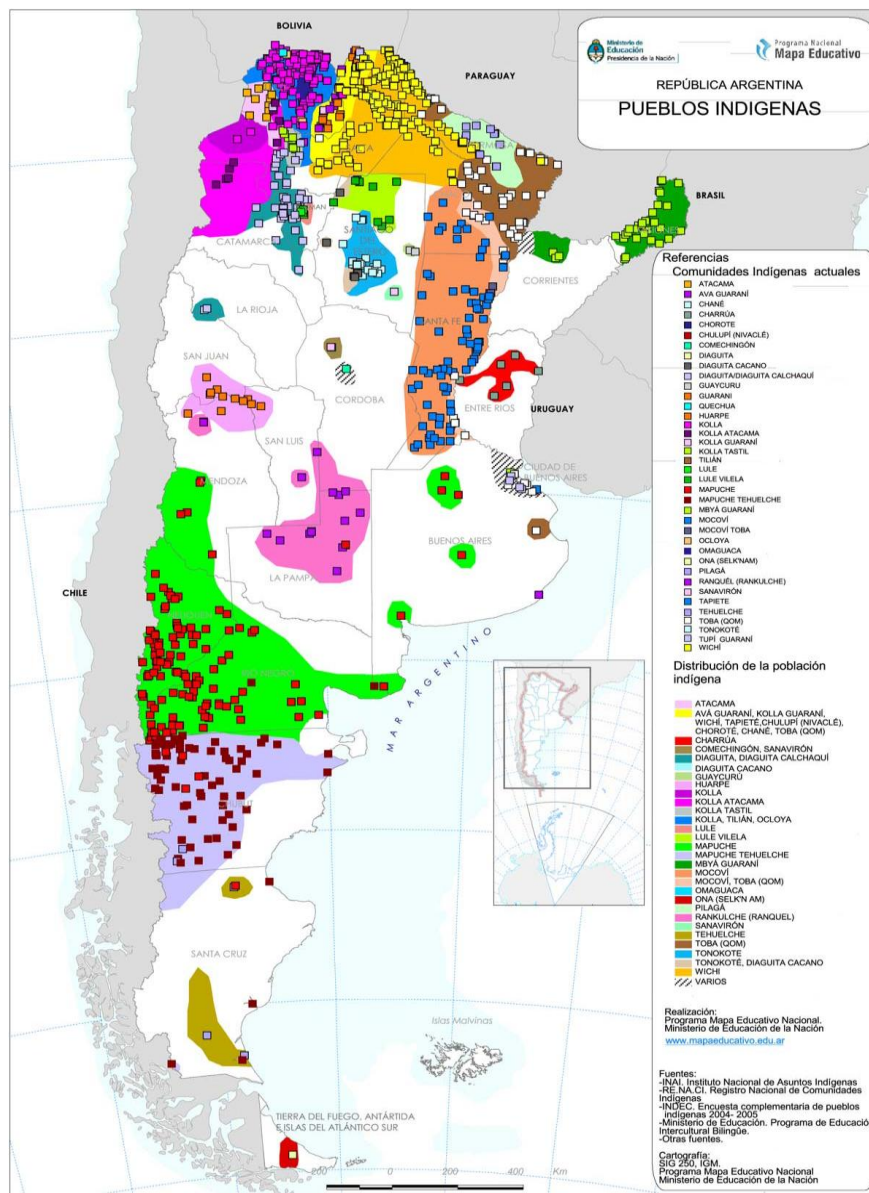 BOLIVIA
PARAGUAY
BRASIL
URUGUAY
CHILE
Ministerio de
Educación
Presidencia de la Nación
Programa Nacional
Mapa Educativo
REPÚBLICA ARGENTINA
PUEBLOS INDIGENAS
CATAMARCA
LA RIOJA
SAN JUAN
CORDOBA
SAN LUIS
MENDOZA
SANTA FE
ENTRE RIOS
CORRIENTES
CIUDAD DE
BUENOS AIRES
BUENOS AIRES
LA PAMPA
RIO NEGRO
SANTA CRUZ
MAR ARGENTINO
Islas Malvinas
TIERRA DEL FUEGO. ANTÁRTIDA
E ISLAS DEL ATLÁNTICO SUR
200 0 200 400 Km
Referencias
Comunidades Indígenas actuales
ATACAMA
AVA GUARANÍ
CHANÉ
CHARRÚA
CHOROTE
CHULUPÍ (NIVACLÉ)
COMECHINGÓN
DIAGUITA
DIAGUITA CACANO
DIAGUITA/DIAGUITA CALCHAQUÍ
GUAYCURU
GUARANI
QUECHUA
HUARPE
KOLLA
KOLLA ATACAMA
KOLLA GUARANÍ
KOLLA TASTIL
TILIÁN
LULE
LULE VILELA
MAPUCHE
MAPUCHE TEHUELCHE
MBYÁ GUARANÍ
MOCOVÍ
MOCOVÍ TOBA
OCLOYA
OMAGUACA
ONA (SELK'NAM)
PILAGÁ
RANQUÉL (RANKULCHE)
SANAVIRÓN
TAPIETE
TEHUELCHE
TOBA (QOM)
TONOKOTÉ
TUPÍ GUARANÍ
WICHÍ
Distribución de la población
indígena
ATACAMA
AVÁ GUARANÍ, KOLLA GUARANÍ,
WICHÍ, TAPIETÉ,CHULUPÍ (NIVACLÉ),
CHOROTÉ, CHANÉ, TOBA (QOM)
CHARRÚA
COMECHINGÓN, SANAVIRÓN
DIAGUITA, DIAGUITA CALCHAQUÍ
DIAGUITA CACANO
GUAYCURÚ
HUARPE
KOLLA
KOLLA ATACAMA
KOLLA TASTIL
KOLLA, TILIÁN, OCLOYA
LULE
LULE VILELA
MAPUCHE
MAPUCHE TEHUELCHE
MBYÁ GUARANÍ
MOCOVÍ
MOCOVÍ, TOBA (QOM)
OMAGUACA
ONA (SELK'N AM)
PILAGÁ
RANKULCHE (RANQUEL)
SANAVIRÓN
TEHUELCHE
TOBA (QOM)
TONOKOTE
TONOKOTÉ, DIAGUITA CACANO
WICHI
VARIOS
Realización:
Programa Mapa Educativo Nacional.
Ministerio de Educación de la Nación
www.mapaeducativo.edu.ar
Fuentes:
-INAI. Instituto Nacional de Asuntos Indígenas
-RE.NA.CI. Registro Nacional de Comunidades
Indígenas
-INDEC. Encuesta complementaria de pueblos
indígenas 2004- 2005
-Ministerio de Educación. Programa de Educació
Intercultural Bilingüe.
-Otras fuentes.
Cartografía:
SIG 250, IGM.
Programa Mapa Educativo Nacional
Ministerio de Educación de la Nación